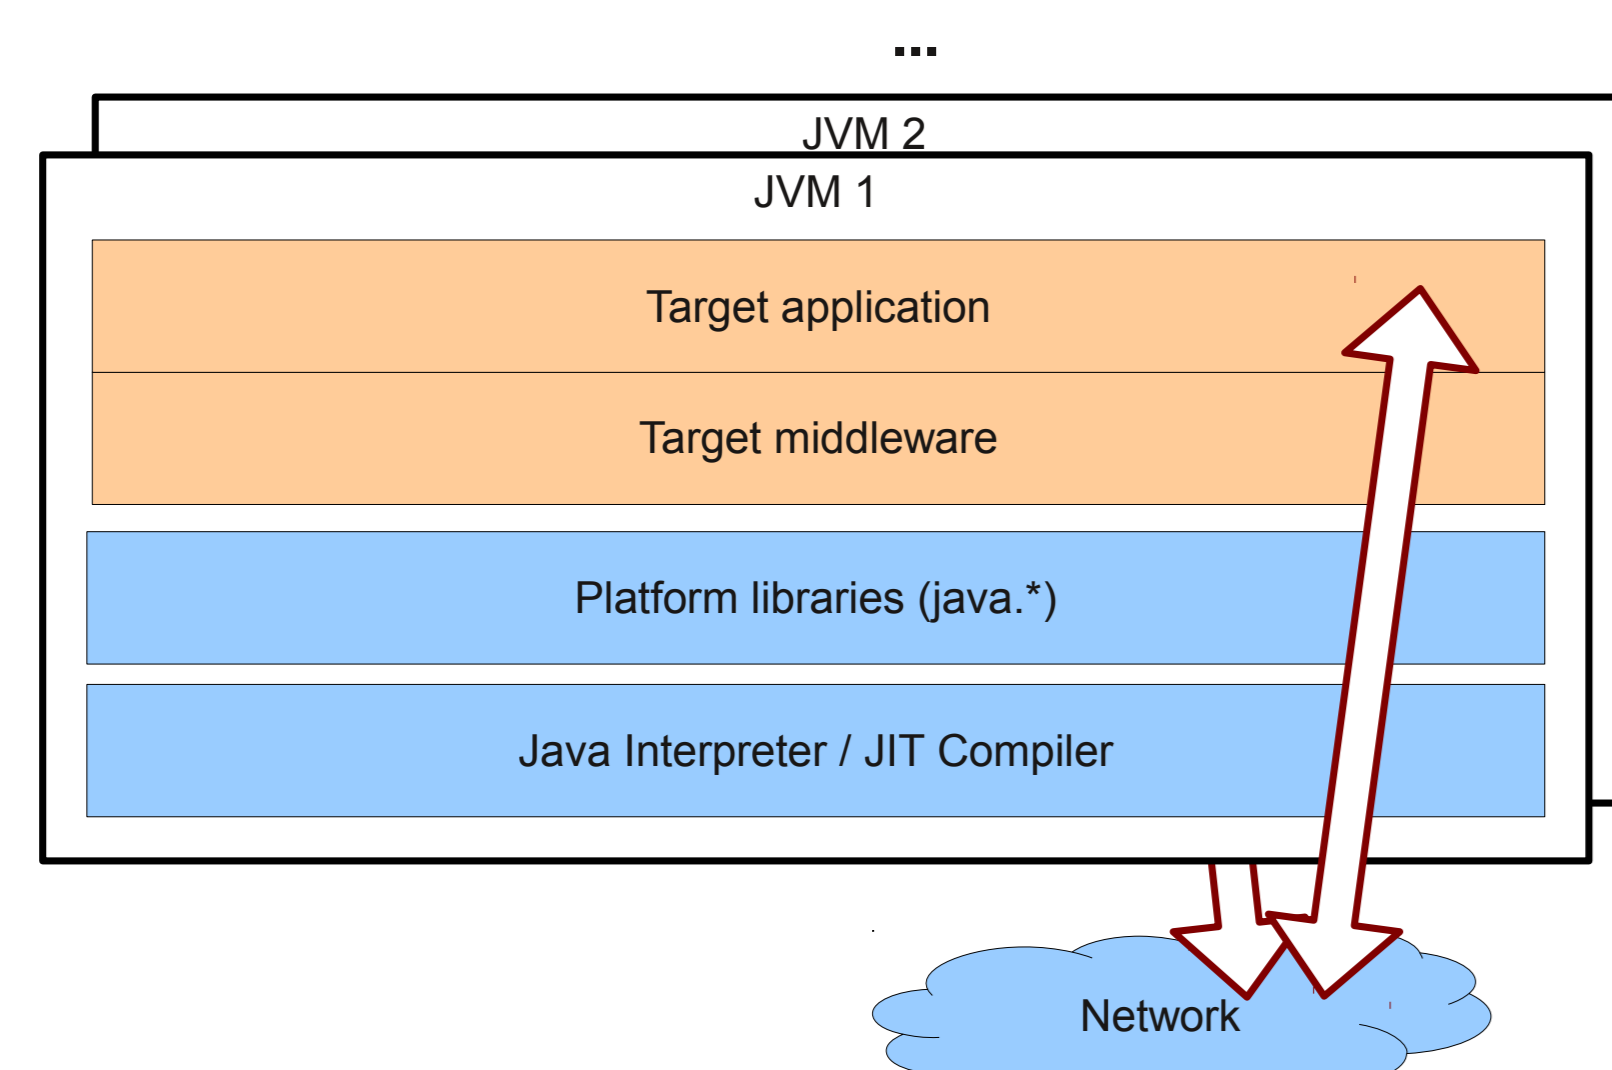 ...
JVM 2
JVM 1
Target application
Target middleware
Platform libraries (java.*)
Java Interpreter / JIT Compiler
Network